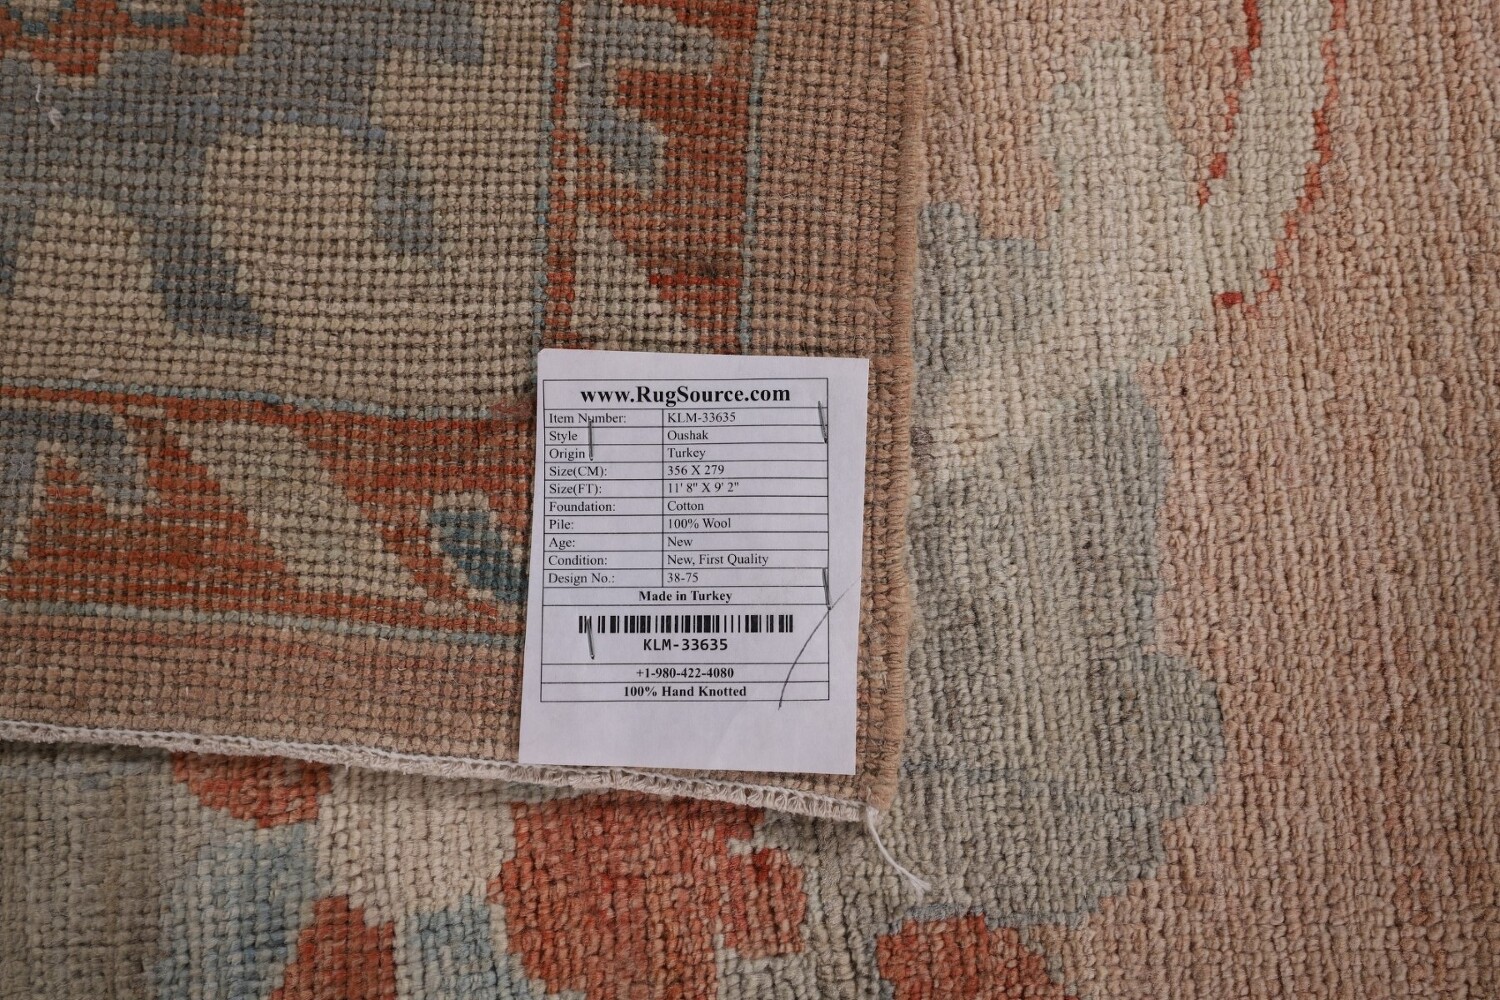 www.RugSource.com
Item Number: KLM-33635
Style Oushak
Origin Turkey
Size(CM): 356 X 279
Size(FT): 11' 8" X 9' 2"
Foundation: Cotton
Pile: 100% Wool
Age: New
Condition: New, First Quality
Design No.: 38-75
Made in Turkey
KLM-33635
+1-980-422-4080
100% Hand Knotted